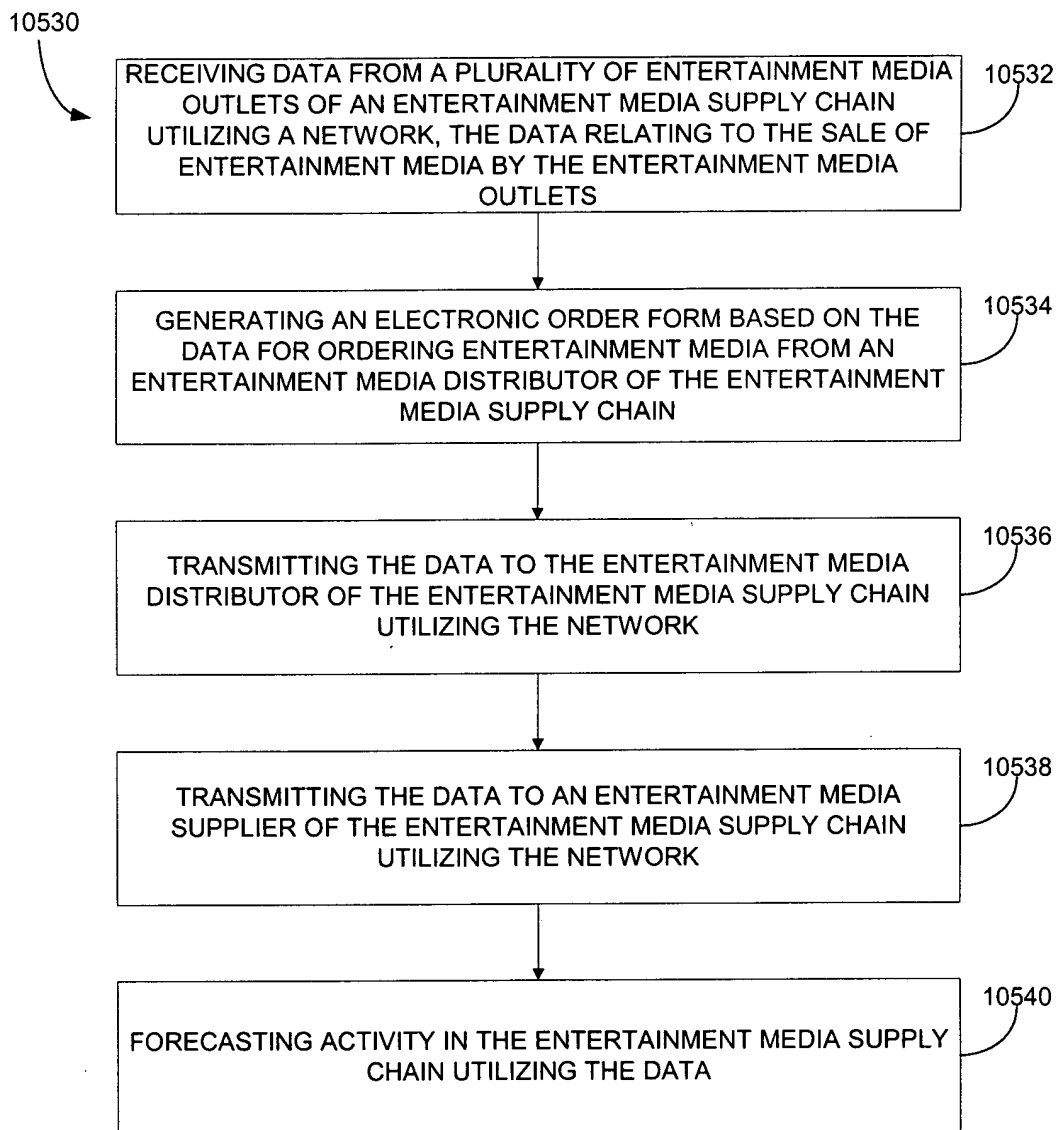 10530
RECEIVING DATA FROM A PLURALITY OF ENTERTAINMENT MEDIA
OUTLETS OF AN ENTERTAINMENT MEDIA SUPPLY CHAIN
UTILIZING A NETWORK, THE DATA RELATING TO THE SALE OF
ENTERTAINMENT MEDIA BY THE ENTERTAINMENT MEDIA
OUTLETS
10532
GENERATING AN ELECTRONIC ORDER FORM BASED ON THE
DATA FOR ORDERING ENTERTAINMENT MEDIA FROM AN
ENTERTAINMENT MEDIA DISTRIBUTOR OF THE ENTERTAINMENT
MEDIA SUPPLY CHAIN
10534
TRANSMITTING THE DATA TO THE ENTERTAINMENT MEDIA
DISTRIBUTOR OF THE ENTERTAINMENT MEDIA SUPPLY CHAIN
UTILIZING THE NETWORK
10536
TRANSMITTING THE DATA TO AN ENTERTAINMENT MEDIA
SUPPLIER OF THE ENTERTAINMENT MEDIA SUPPLY CHAIN
UTILIZING THE NETWORK
10538
FORECASTING ACTIVITY IN THE ENTERTAINMENT MEDIA SUPPLY
CHAIN UTILIZING THE DATA
10540